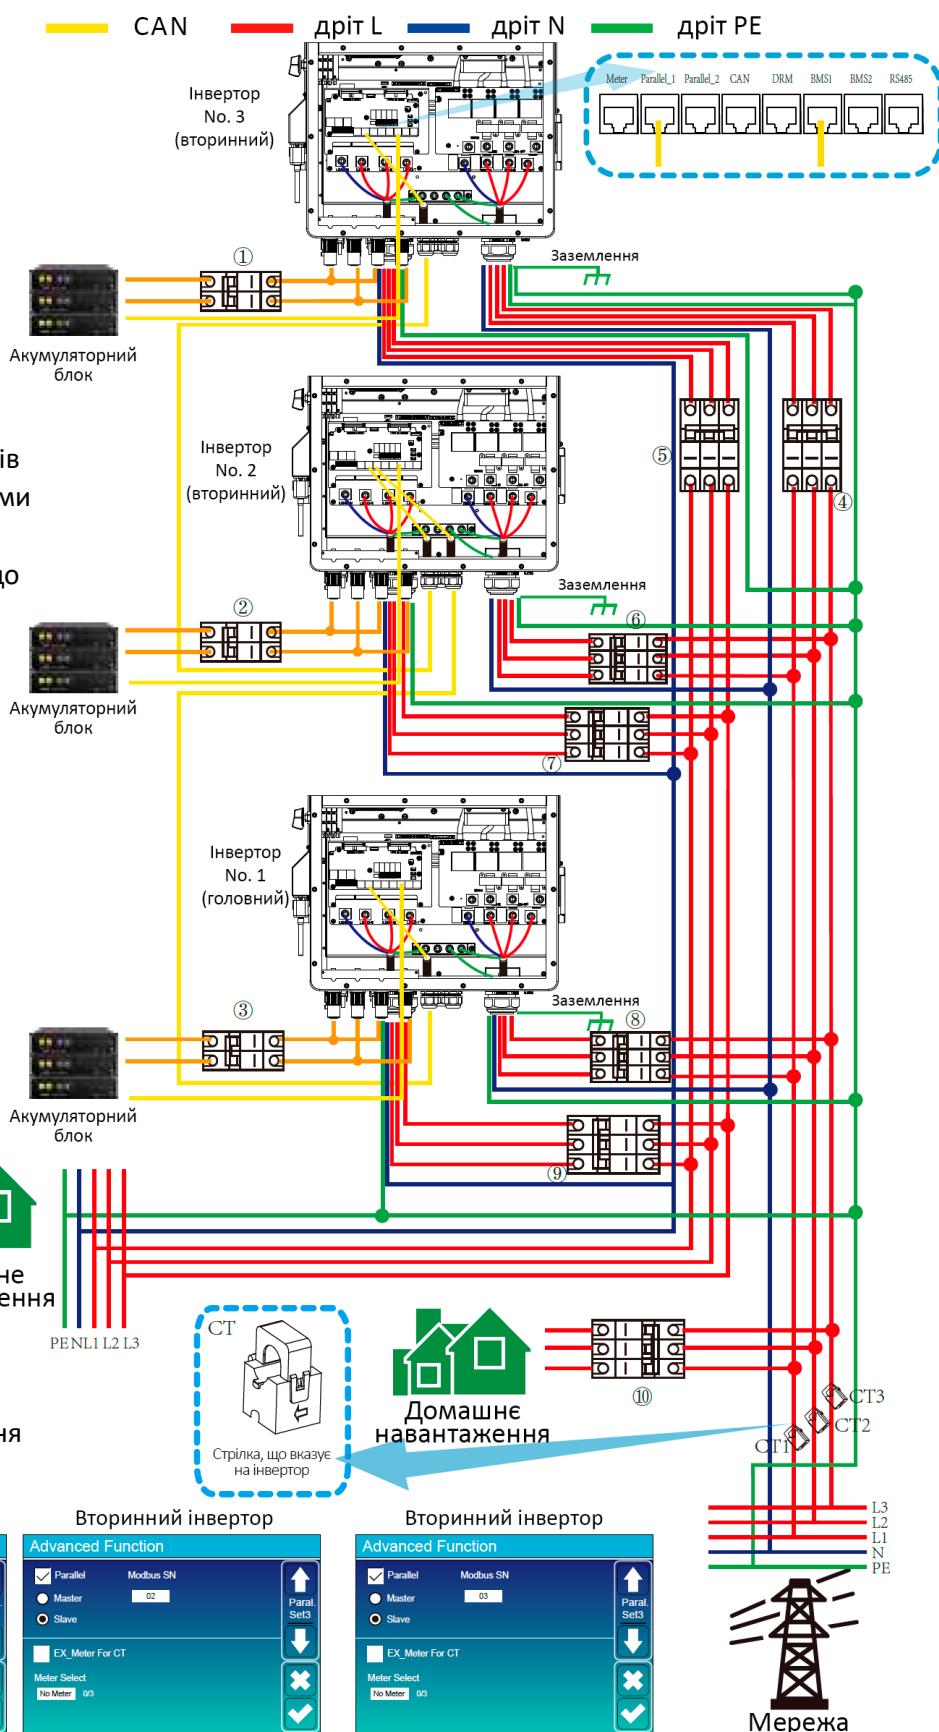 CAN
дріт L
дріт N
дріт PE
Meter
Parallel_1
Parallel_2
CAN
DRM
BMS1
BMS2
RS485
Інвертор
No. 3
(вторинний)
Заземлення
①
Акумуляторний
блок
Інвертор
No. 2
(вторинний)
⑤
④
Заземлення
②
⑥
Акумуляторний
блок
⑦
Інвертор
No. 1
(головний)
Заземлення
③
⑧
Акумуляторний
блок
⑨
PE N L1 L2 L3
CT
Стрілка, що вказує
на інвертор
Домашнє
навантаження
⑩
CT3
CT2
CT1
L3
L2
L1
N
PE
Мережа
Вторинний інвертор
Advanced Function
Parallel
Modbus SN
Master
02
Slave
Paral.
Set3
EX_Meter For CT
Meter Select
No Meter 0/3
Вторинний інвертор
Advanced Function
Parallel
Modbus SN
Master
03
Slave
Paral.
Set3
EX_Meter For CT
Meter Select
No Meter 0/3